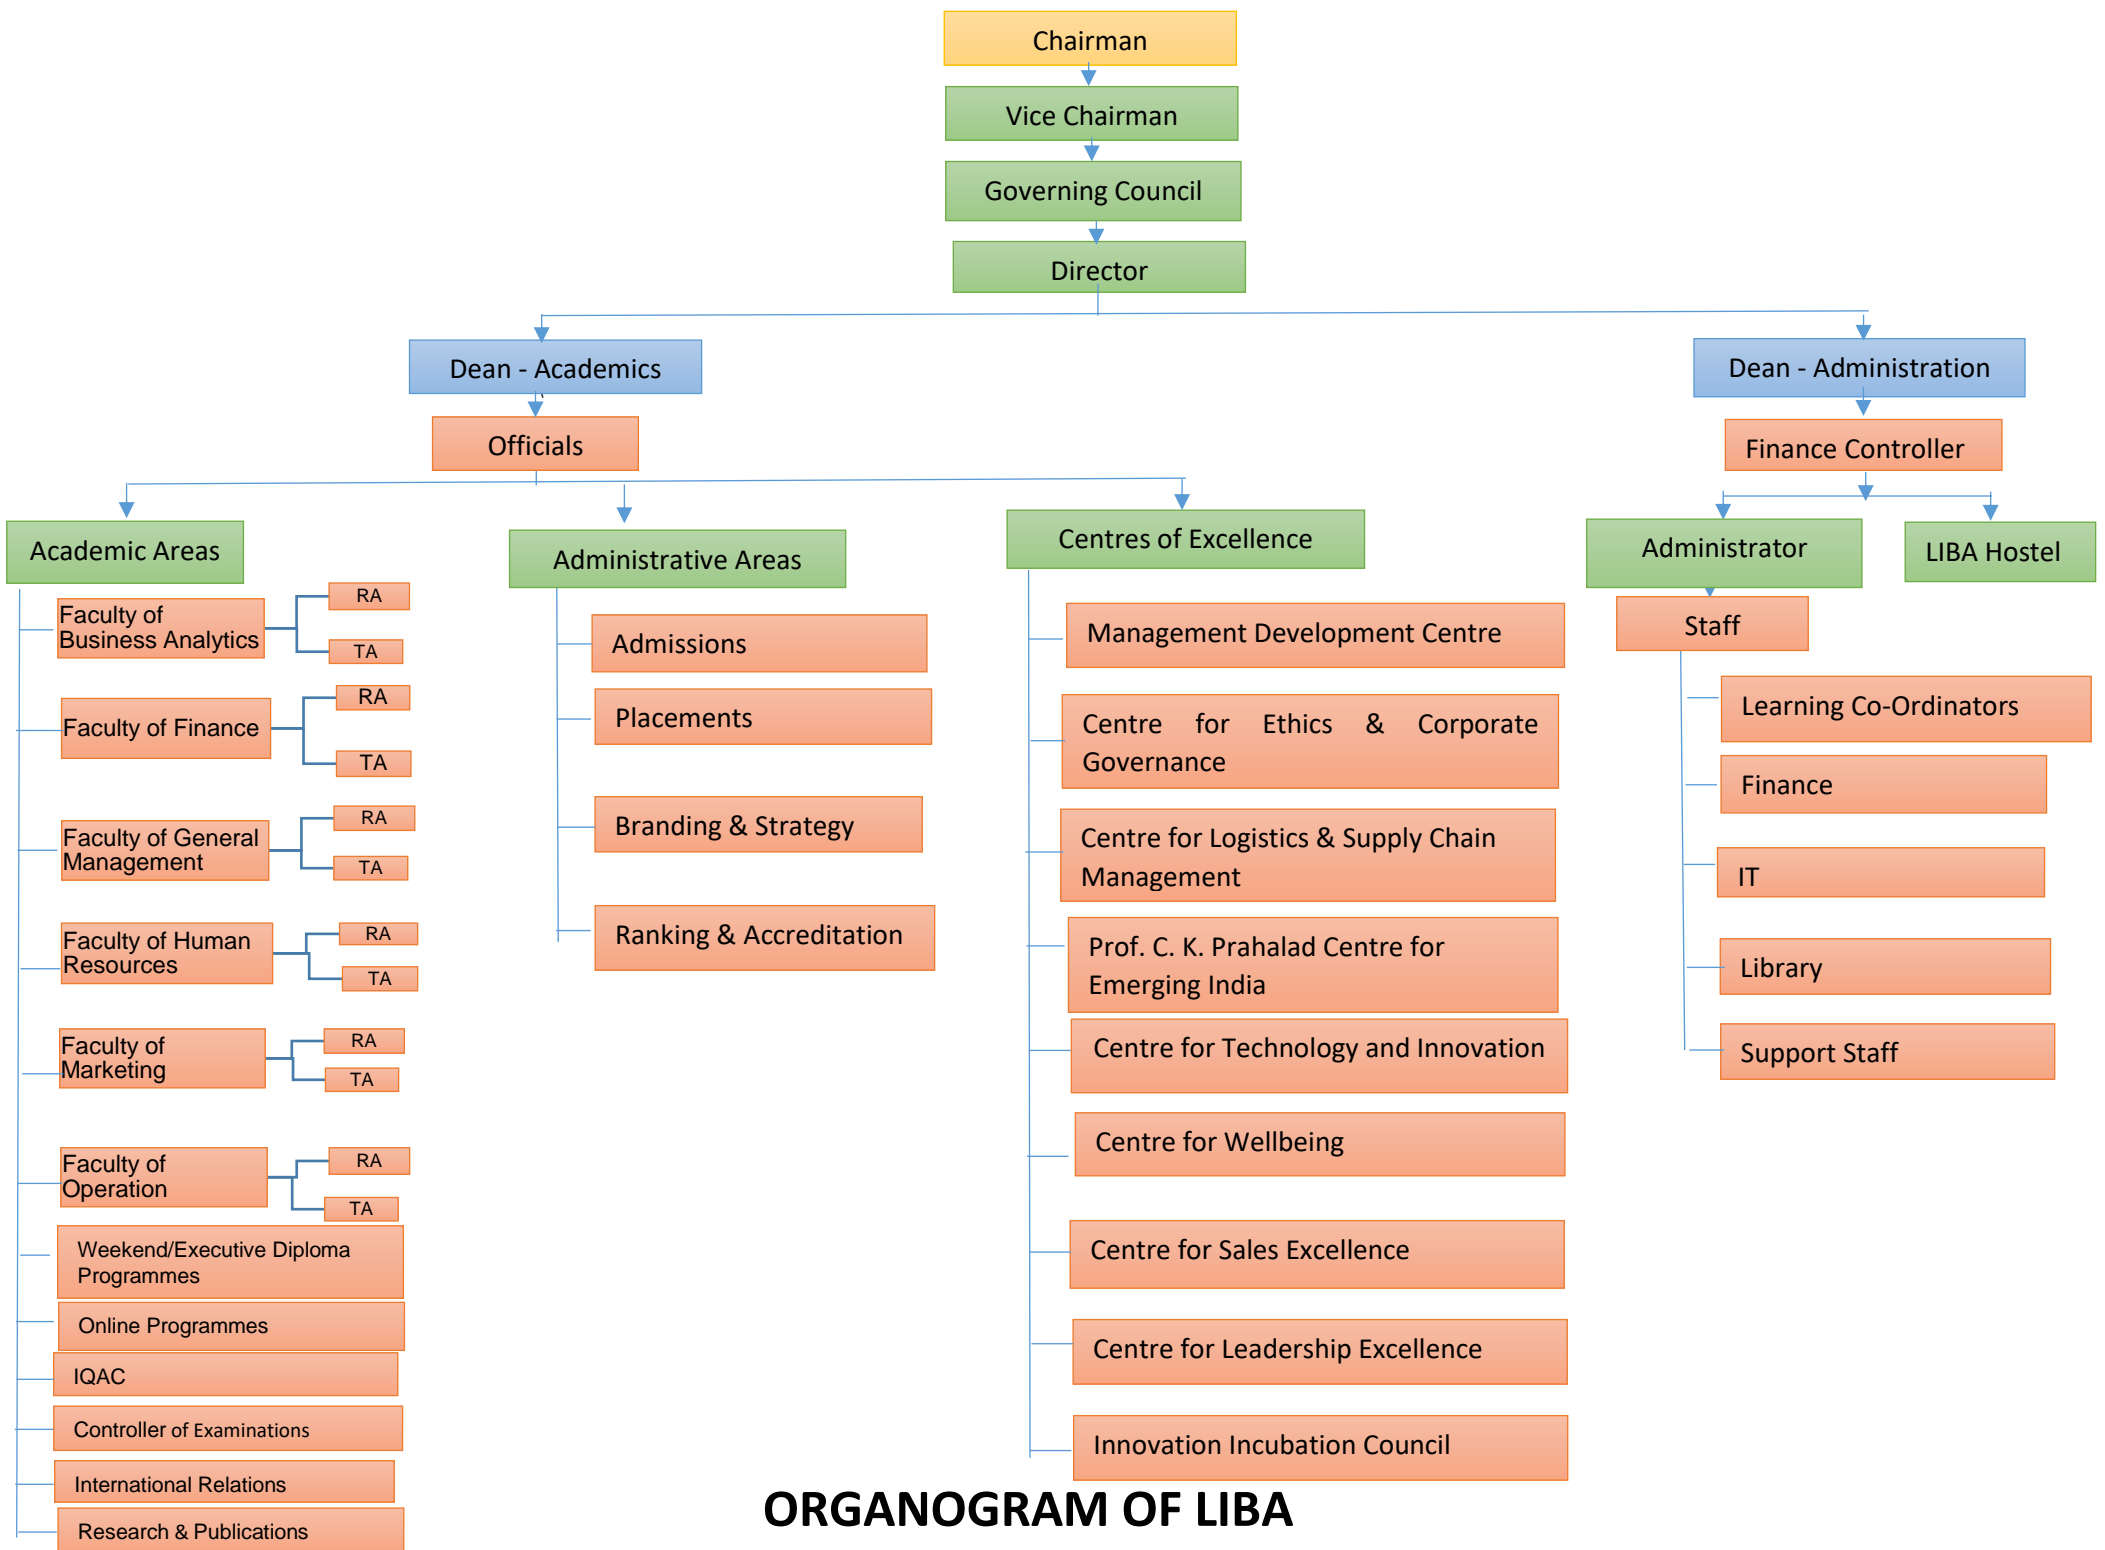 Chairman
Vice Chairman
Governing Council
Director
Dean - Academics
Dean - Administration
Officials
Finance Controller
Academic Areas
Administrative Areas
Centres of Excellence
Administrator
LIBA Hostel
Faculty of
Business Analytics
RA
TA
Faculty of Finance
RA
TA
Faculty of General
Management
RA
TA
Faculty of Human
Resources
RA
TA
Faculty of
Marketing
RA
TA
Faculty of
Operation
RA
TA
Weekend/Executive Diploma
Programmes
Online Programmes
IQAC
Controller of Examinations
International Relations
Research & Publications
Admissions
Placements
Branding & Strategy
Ranking & Accreditation
Management Development Centre
Centre for Ethics & Corporate
Governance
Centre for Logistics & Supply Chain
Management
Prof. C. K. Prahalad Centre for
Emerging India
Centre for Technology and Innovation
Centre for Wellbeing
Centre for Sales Excellence
Centre for Leadership Excellence
Innovation Incubation Council
Staff
Learning Co-Ordinators
Finance
IT
Library
Support Staff
ORGANOGRAM OF LIBA